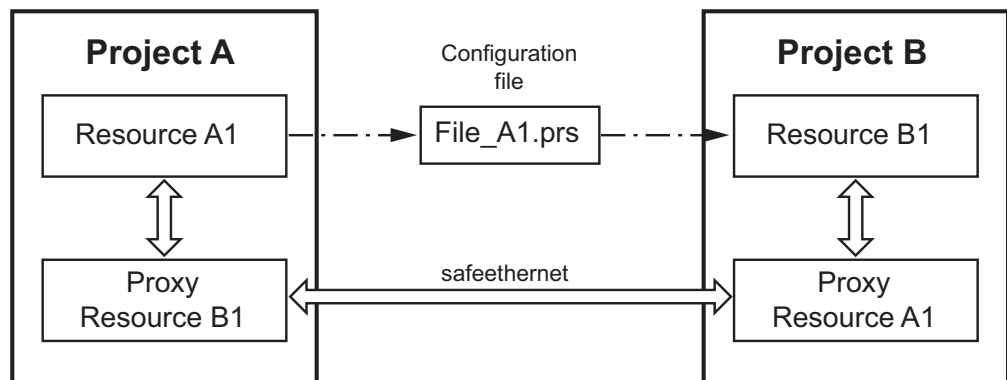 Project A
Resource A1
Proxy
Resource B1
Configuration
file
File_A1.prs
safeethernet
Project B
Resource B1
Proxy
Resource A1